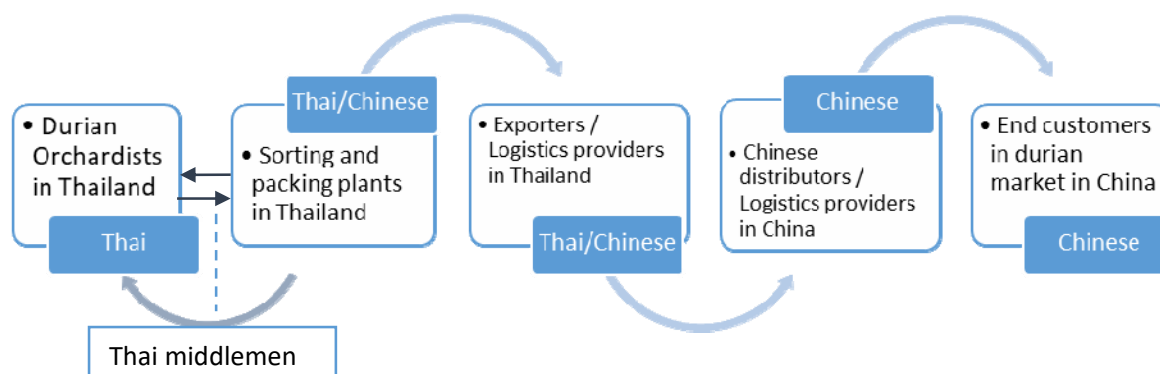 • Durian
Orchardists
in Thailand
Thai
Thai/Chinese
• Sorting and
packing plants
in Thailand
• Exporters /
Logistics providers
in Thailand
Thai/Chinese
Chinese
• Chinese
distributors /
Logistics providers
in China
• End customers
in durian
market in China
Chinese
Thai middlemen